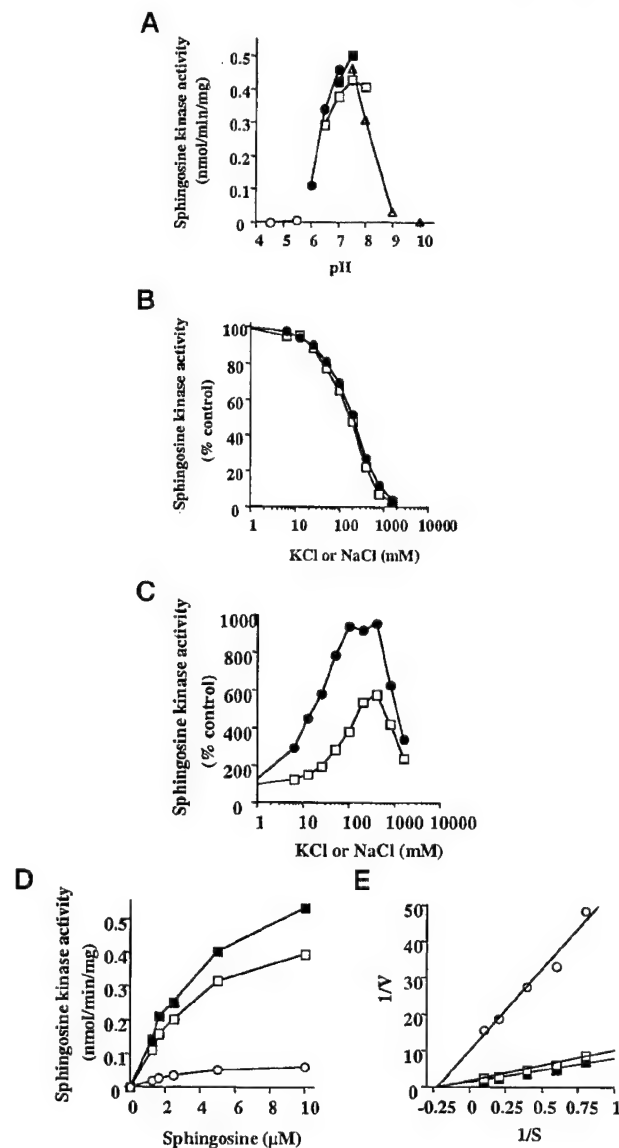 A
Sphingosine kinase activity
(nmol/min/mg)
0.5
0.4
0.3
0.2
0.1
0
4 5 6 7 8 9 10
pH
B
Sphingosine kinase activity
(% control)
100
80
60
40
20
0
1 10 100 1000 10000
KCl or NaCl (mM)
C
Sphingosine kinase activity
(% control)
1000
800
600
400
200
0
1 10 100 1000 10000
KCl or NaCl (mM)
D
Sphingosine kinase activity
(nmol/min/mg)
0.5
0.4
0.3
0.2
0.1
0.0
0 2 4 6 8 10
Sphingosine (µM)
E
1/V
50
40
30
20
10
0
-0.25 0 0.25 0.5 0.75 1
1/S